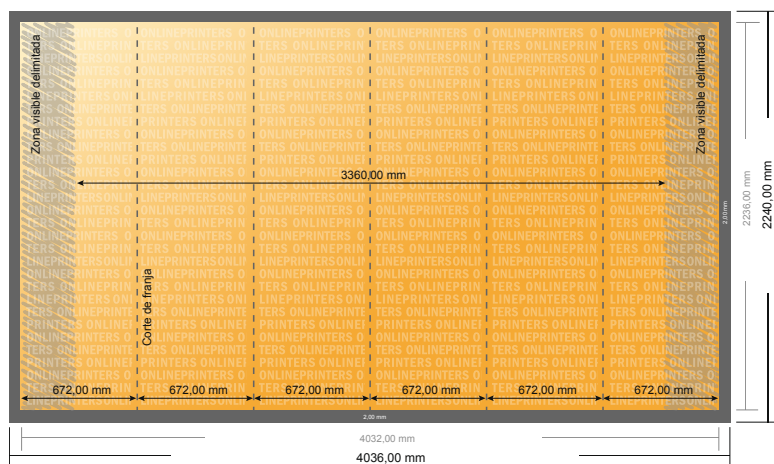 Zona visible delimitada
Zona visible delimitada
3360,00 mm
Corte de franja
672,00 mm
672,00 mm
672,00 mm
672,00 mm
672,00 mm
672,00 mm
2,00 mm
2,00 mm
2236,00 mm
2240,00 mm
4032,00 mm
4036,00 mm